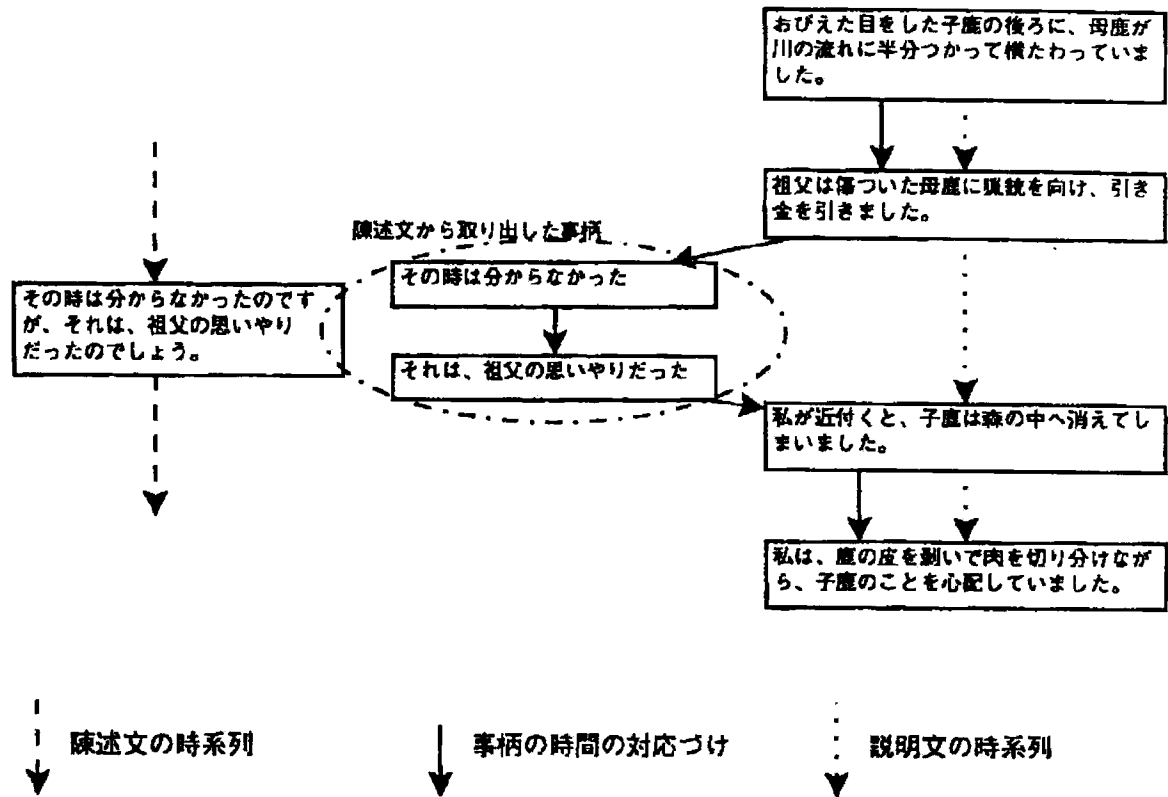 おびえた目をした子鹿の後ろに、母鹿が
川の流れに半分つかって横たわっていま
した。
祖父は傷ついた母鹿に猟銃を向け、引き
金を引きました。
陳述文から取り出した事柄
その時は分からなかった
その時は分からなかったのです
が、それは、祖父の思いやり
だったのでしょう。
それは、祖父の思いやりだった
私が近付くと、子鹿は森の中へ消えてし
まいました。
私は、鹿の皮を剥いで肉を切り分けなが
ら、子鹿のことを心配していました。
陳述文の時系列
事柄の時間の対応づけ
説明文の時系列